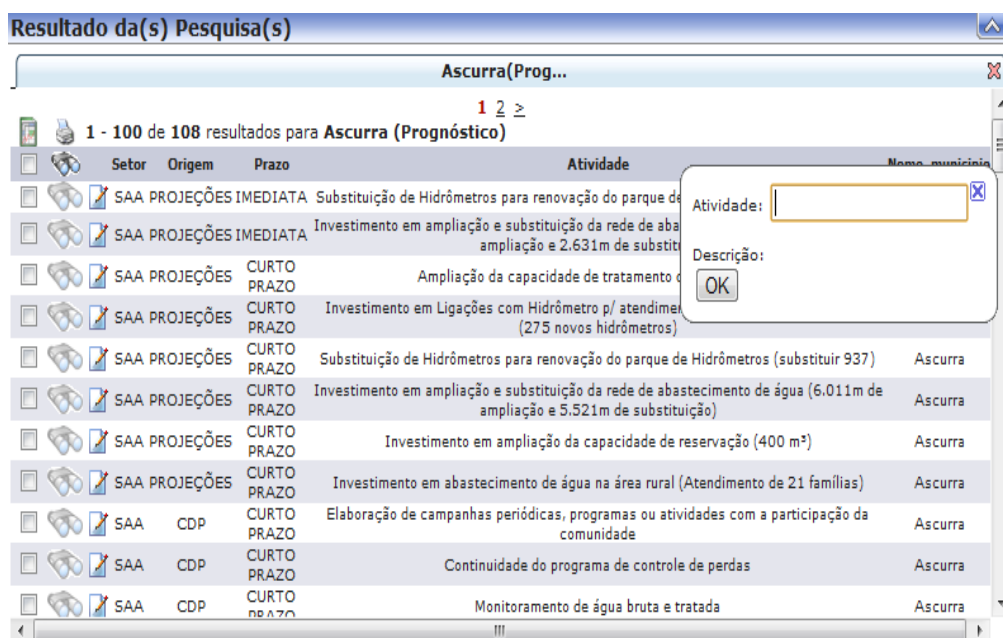 Resultado da(s) Pesquisa(s)
Ascurra(Prog...
1 2 >
1 - 100 de 108 resultados para Ascurra (Prognóstico)
Setor Origem Prazo Atividade Nome_municipio
SAA PROJEÇÕES IMEDIATA Substituição de Hidrômetros para renovação do parque de
SAA PROJEÇÕES IMEDIATA Investimento em ampliação e substituição da rede de aba
ampliação e 2.631m de substitu
SAA PROJEÇÕES CURTO PRAZO Ampliação da capacidade de tratamento
SAA PROJEÇÕES CURTO PRAZO Investimento em Ligações com Hidrômetro p/ atendimen
(275 novos hidrômetros)
Atividade:
Descrição:
OK
SAA PROJEÇÕES CURTO PRAZO Substituição de Hidrômetros para renovação do parque de Hidrômetros (substituir 937) Ascurra
SAA PROJEÇÕES CURTO PRAZO Investimento em ampliação e substituição da rede de abastecimento de água (6.011m de
ampliação e 5.521m de substituição) Ascurra
SAA PROJEÇÕES CURTO PRAZO Investimento em ampliação da capacidade de reservação (400 m³) Ascurra
SAA PROJEÇÕES CURTO PRAZO Investimento em abastecimento de água na área rural (Atendimento de 21 famílias) Ascurra
SAA CDP CURTO PRAZO Elaboração de campanhas periódicas, programas ou atividades com a participação da
comunidade Ascurra
SAA CDP CURTO PRAZO Continuidade do programa de controle de perdas Ascurra
SAA CDP CURTO PRAZO Monitoramento de água bruta e tratada Ascurra